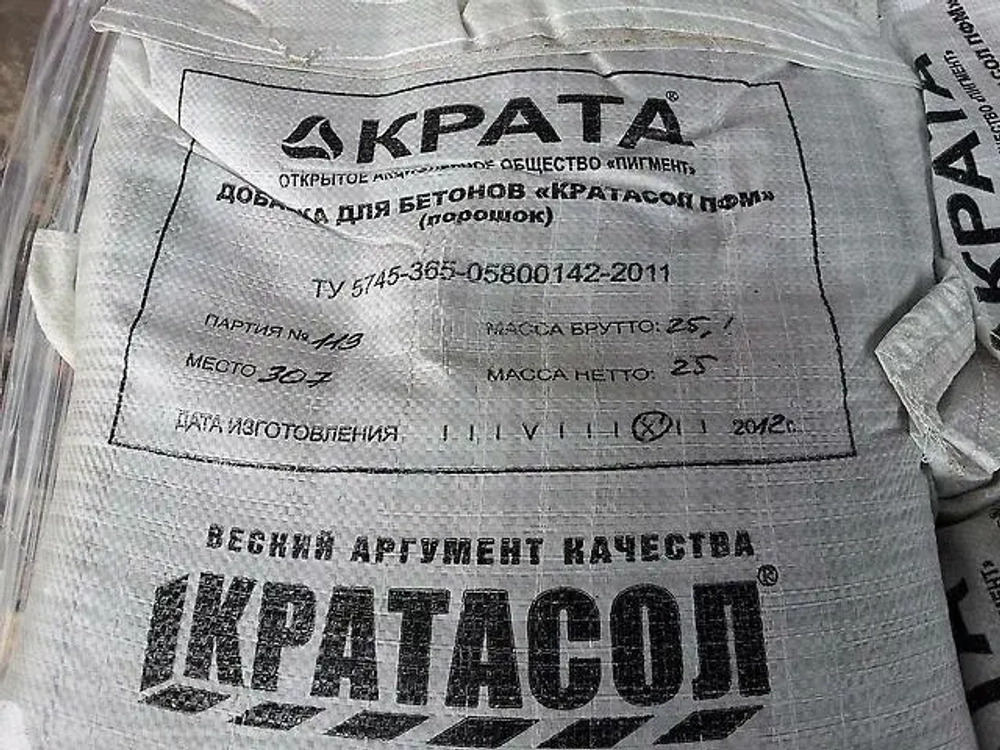 КРАТА®
ОТКРЫТОЕ АКЦИОНЕРНОЕ ОБЩЕСТВО «ПИГМЕНТ»
ДОБАВКА ДЛЯ БЕТОНОВ «КРАТАСОЛ ПФМ»
(порошок)
ТУ 5745-365-05800142-2011
ПАРТИЯ № 113 МАССА БРУТТО: 25,1
МЕСТО 307 МАССА НЕТТО: 25
ДАТА ИЗГОТОВЛЕНИЯ I I I V I I I X I I 2012г.
ВЕСКИЙ АРГУМЕНТ КАЧЕСТВА
КРАТАСОЛ®
КРАТА